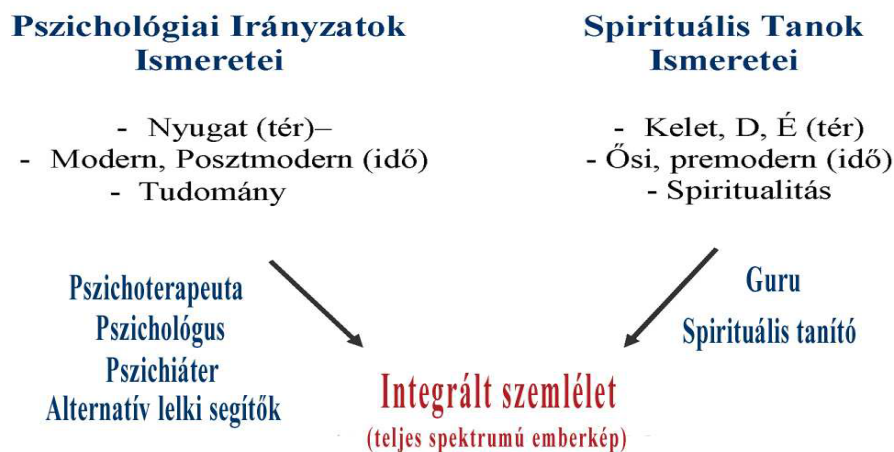 Pszichológiai Irányzatok
Ismeretei
- Nyugat (tér)–
- Modern, Posztmodern (idő)
- Tudomány
Spirituális Tanok
Ismeretei
- Kelet, D, É (tér)
- Ősi, premodern (idő)
- Spiritualitás
Pszichoterapeuta
Pszichológus
Pszichiáter
Alternatív lelki segítők
Guru
Spirituális tanító
Integrált szemlélet
(teljes spektrumú emberkép)